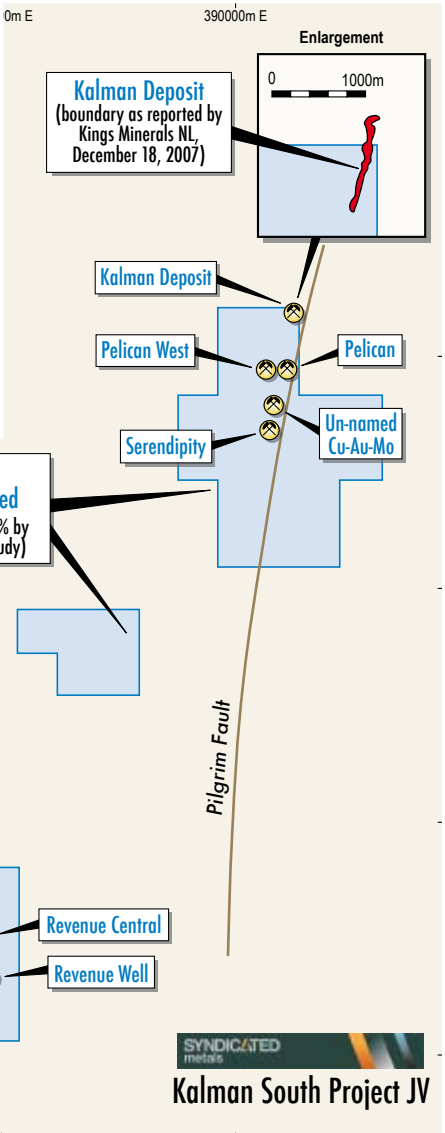 0m E
390000m E
Enlargement
0 1000m
Kalman Deposit
(boundary as reported by
Kings Minerals NL,
December 18, 2007)
Kalman Deposit
Pelican West
Pelican
Un-named
Cu-Au-Mo
Serendipity
ed
% by
udy)
Pilgrim Fault
Revenue Central
Revenue Well
SYNDICATED
metals
Kalman South Project JV